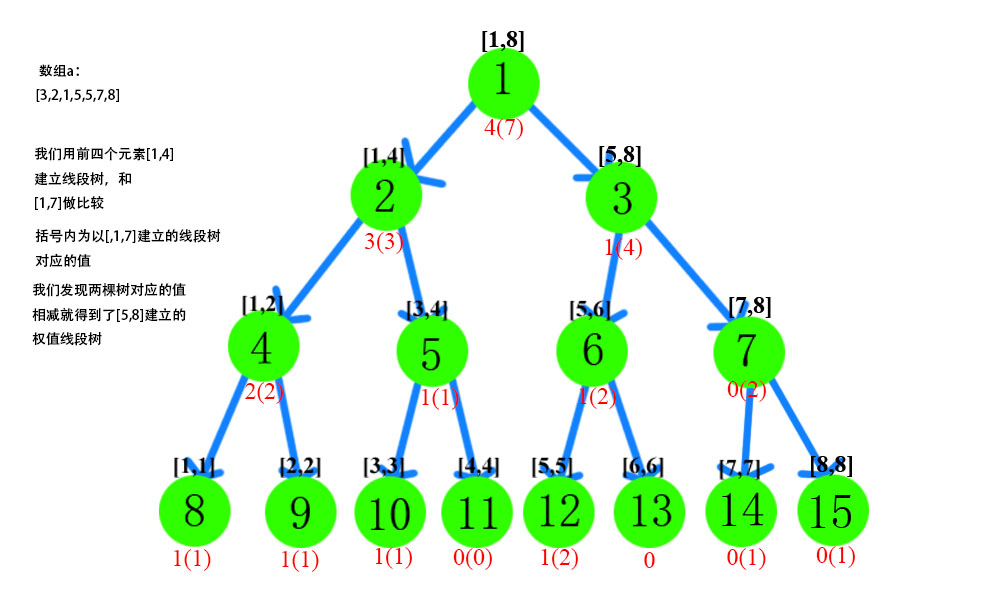 数组a：
[3,2,1,5,5,7,8]
我们用前四个元素[1,4]
建立线段树，和
[1,7]做比较
括号内为以[,1,7]建立的线段树
对应的值
我们发现两棵树对应的值
相减就得到了[5,8]建立的
权值线段树
[1,8]
1
4(7)
[1,4] [5,8]
2 3
3(3) 1(4)
[1,2] [3,4] [5,6] [7,8]
4 5 6 7
2(2) 1(1) 1(2) 0(2)
[1,1] [2,2] [3,3] [4,4] [5,5] [6,6] [7,7] [8,8]
8 9 10 11 12 13 14 15
1(1) 1(1) 1(1) 0(0) 1(2) 0 0(1) 0(1)